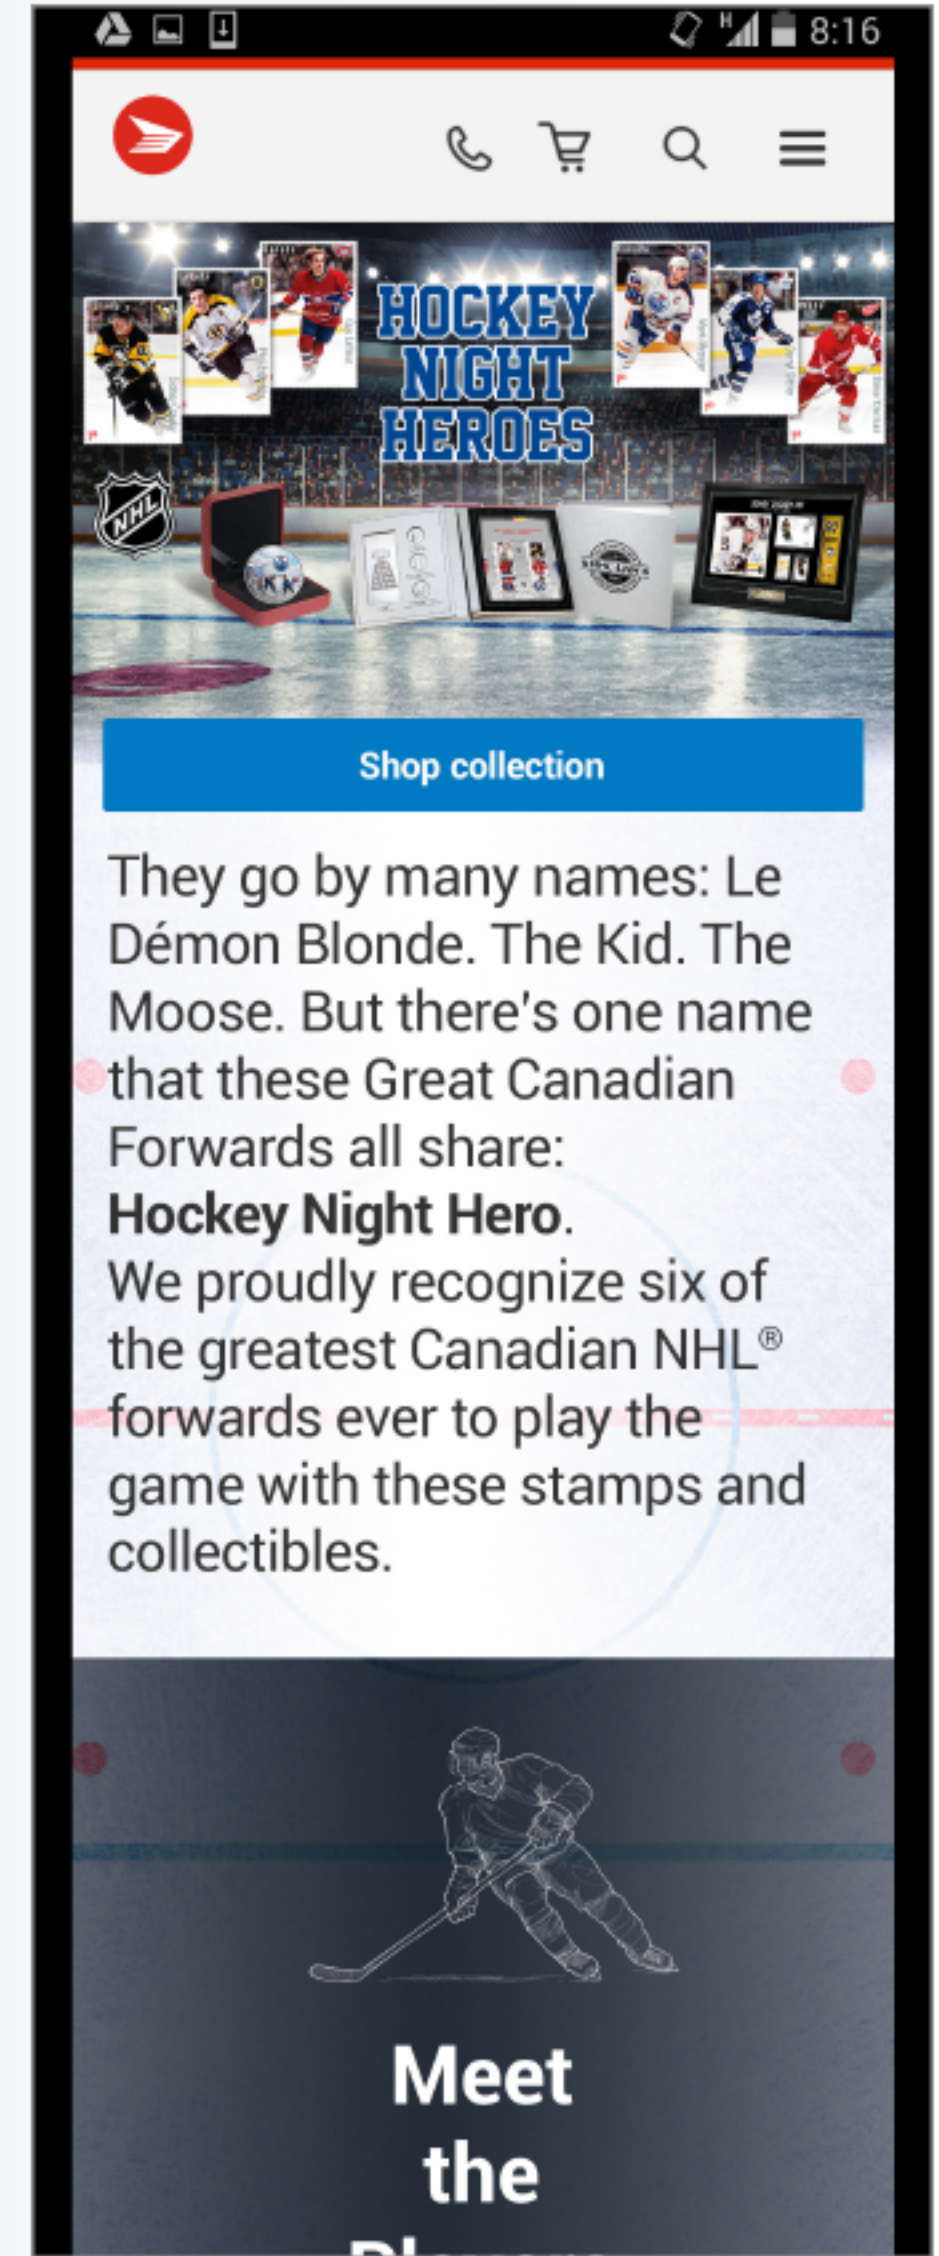 8:16
HOCKEY
NIGHT
HEROES
NHL
Shop collection
They go by many names: Le
Démon Blonde. The Kid. The
Moose. But there's one name
that these Great Canadian
Forwards all share:
Hockey Night Hero.
We proudly recognize six of
the greatest Canadian NHL®
forwards ever to play the
game with these stamps and
collectibles.
Meet
the